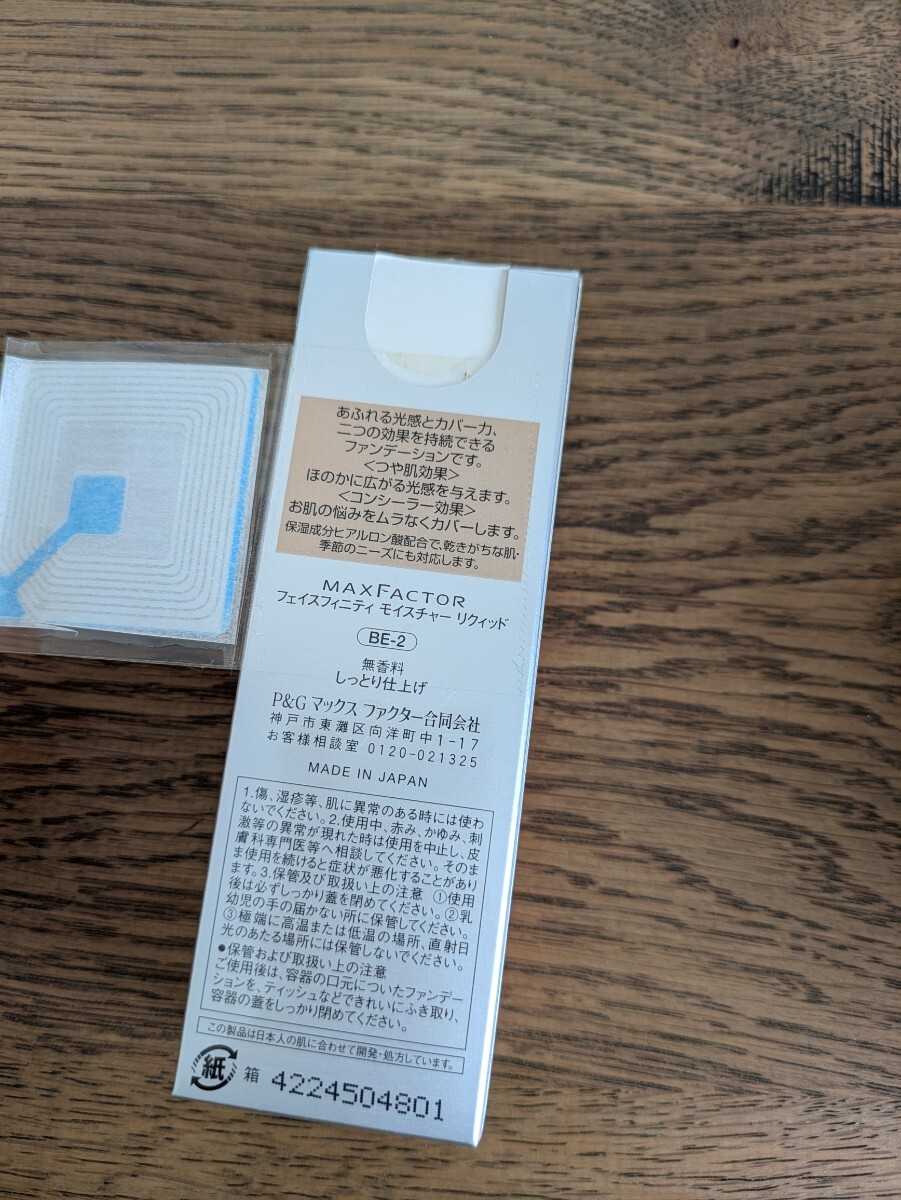 あふれる光感とカバー力、
二つの効果を持続できる
ファンデーションです。
<つや肌効果>
ほのかに広がる光感を与えます。
<コンシーラー効果>
お肌の悩みをムラなくカバーします。
保湿成分ヒアルロン酸配合で、乾きがちな肌・
季節のニーズにも対応します。
MAXFACTOR
フェイスフィニティ モイスチャー リクィッド
BE-2
無香料
しっとり仕上げ
P&G マックス ファクター合同会社
神戸市東灘区向洋町中1-17
お客様相談室 0120-021325
MADE IN JAPAN
1.傷、湿疹等、肌に異常のある時には使わ
ないでください。2.使用中、赤み、かゆみ、刺
激等の異常が現れた時は使用を中止し、皮
膚科専門医等へ相談してください。そのま
ま使用を続けると症状が悪化することがあり
ます。3.保管及び取扱い上の注意 ①使用
後は必ずしっかり蓋を閉めてください。②乳
幼児の手の届かない所に保管してください。
③極端に高温または低温の場所、直射日
光のあたる場所には保管しないでください。
●保管および取扱い上の注意
ご使用後は、容器の口元についたファンデー
ションを、ティッシュなどできれいにふき取り、
容器の蓋をしっかり閉めてください。
この製品は日本人の肌に合わせて開発・処方しています。
紙 箱 4224504801